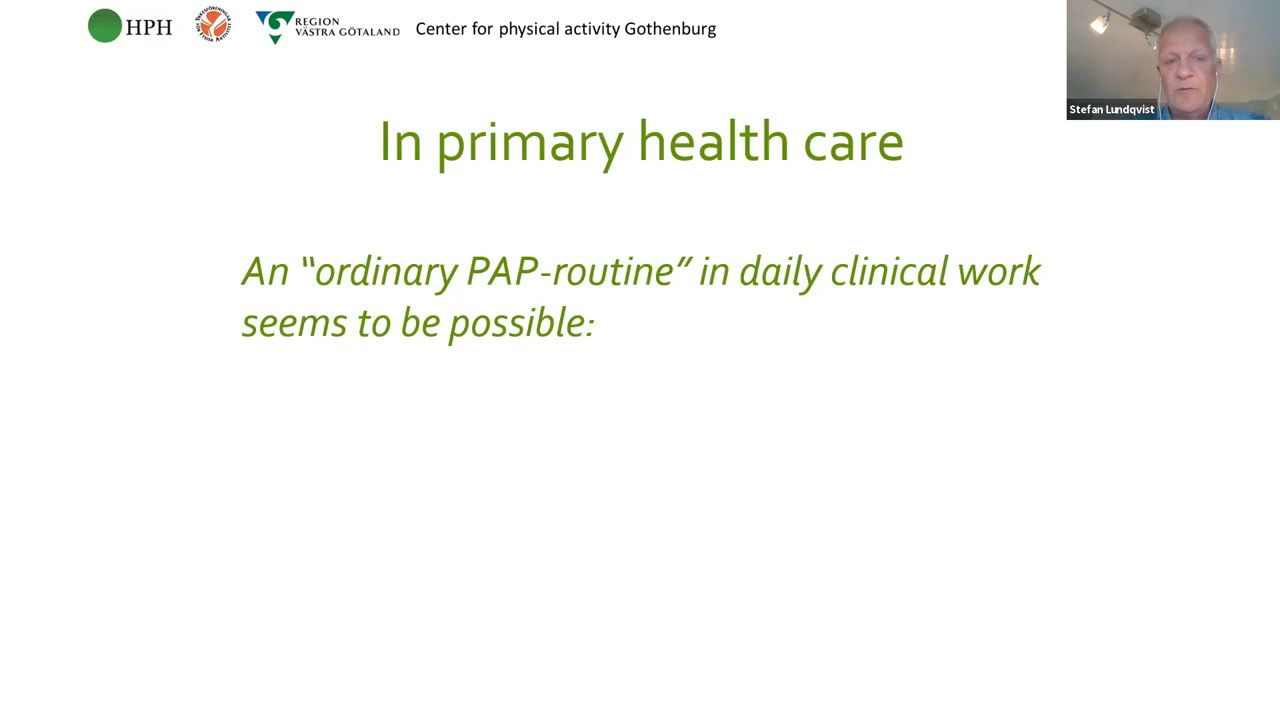 HPH
REGION
VÄSTRA GÖTALAND
Center for physical activity Gothenburg
Stefan Lundqvist
In primary health care
An “ordinary PAP-routine” in daily clinical work
seems to be possible: